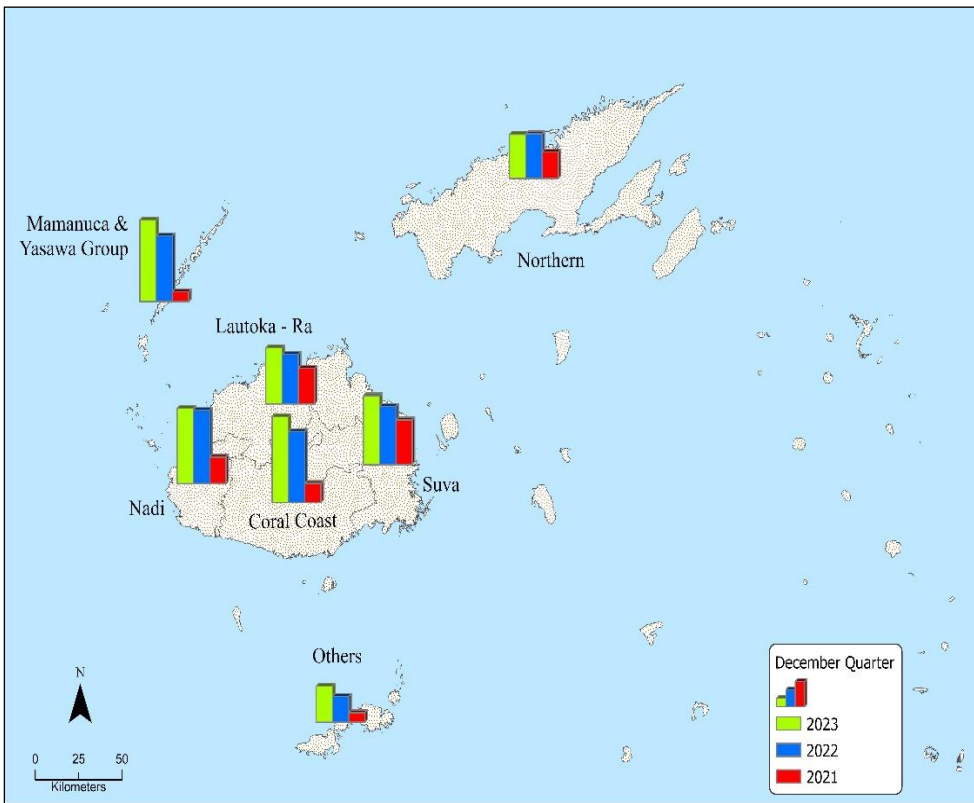 Mamanuca &
Yasawa Group
Northern
Lautoka - Ra
Nadi
Coral Coast
Suva
Others
N
0 25 50
Kilometers
December Quarter
2023
2022
2021